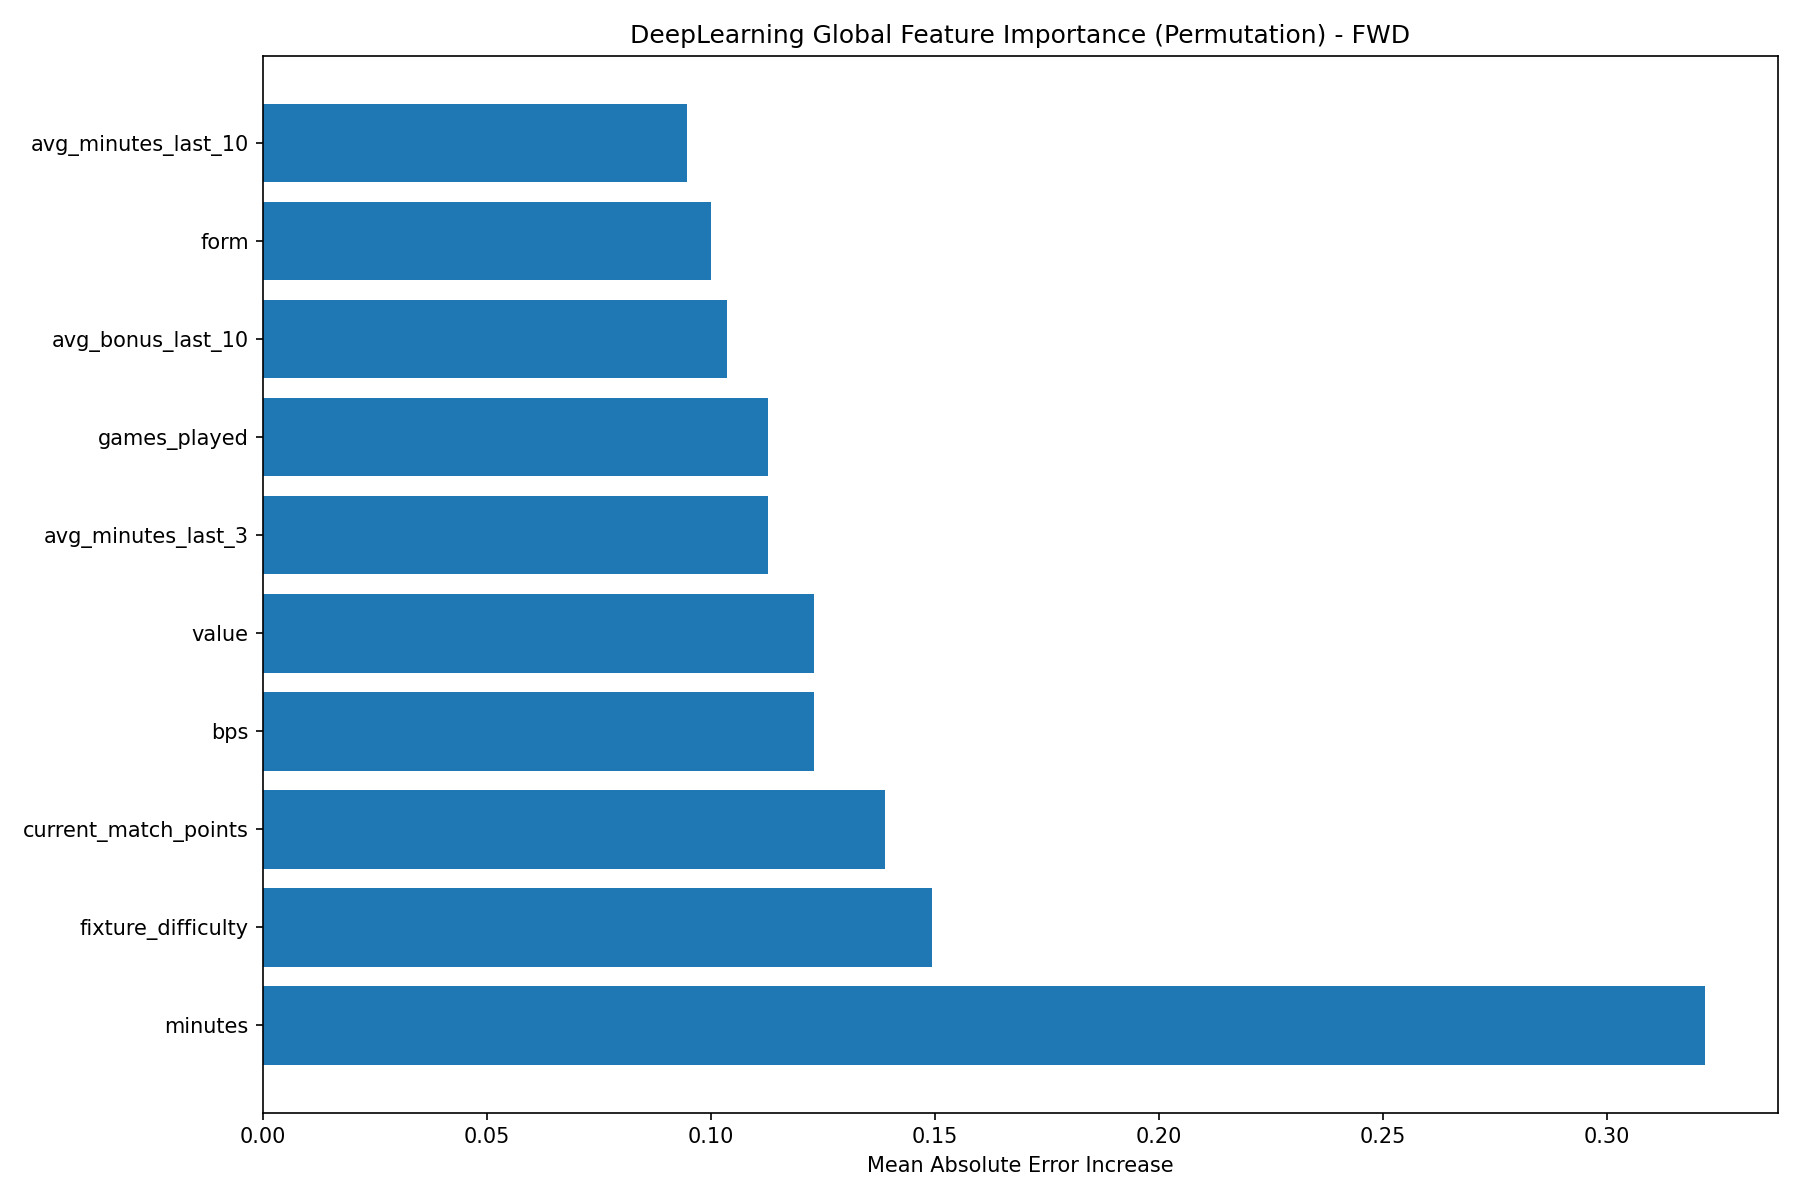 DeepLearning Global Feature Importance (Permutation) - FWD
avg_minutes_last_10
form
avg_bonus_last_10
games_played
avg_minutes_last_3
value
bps
current_match_points
fixture_difficulty
minutes
0.00 0.05 0.10 0.15 0.20 0.25 0.30
Mean Absolute Error Increase